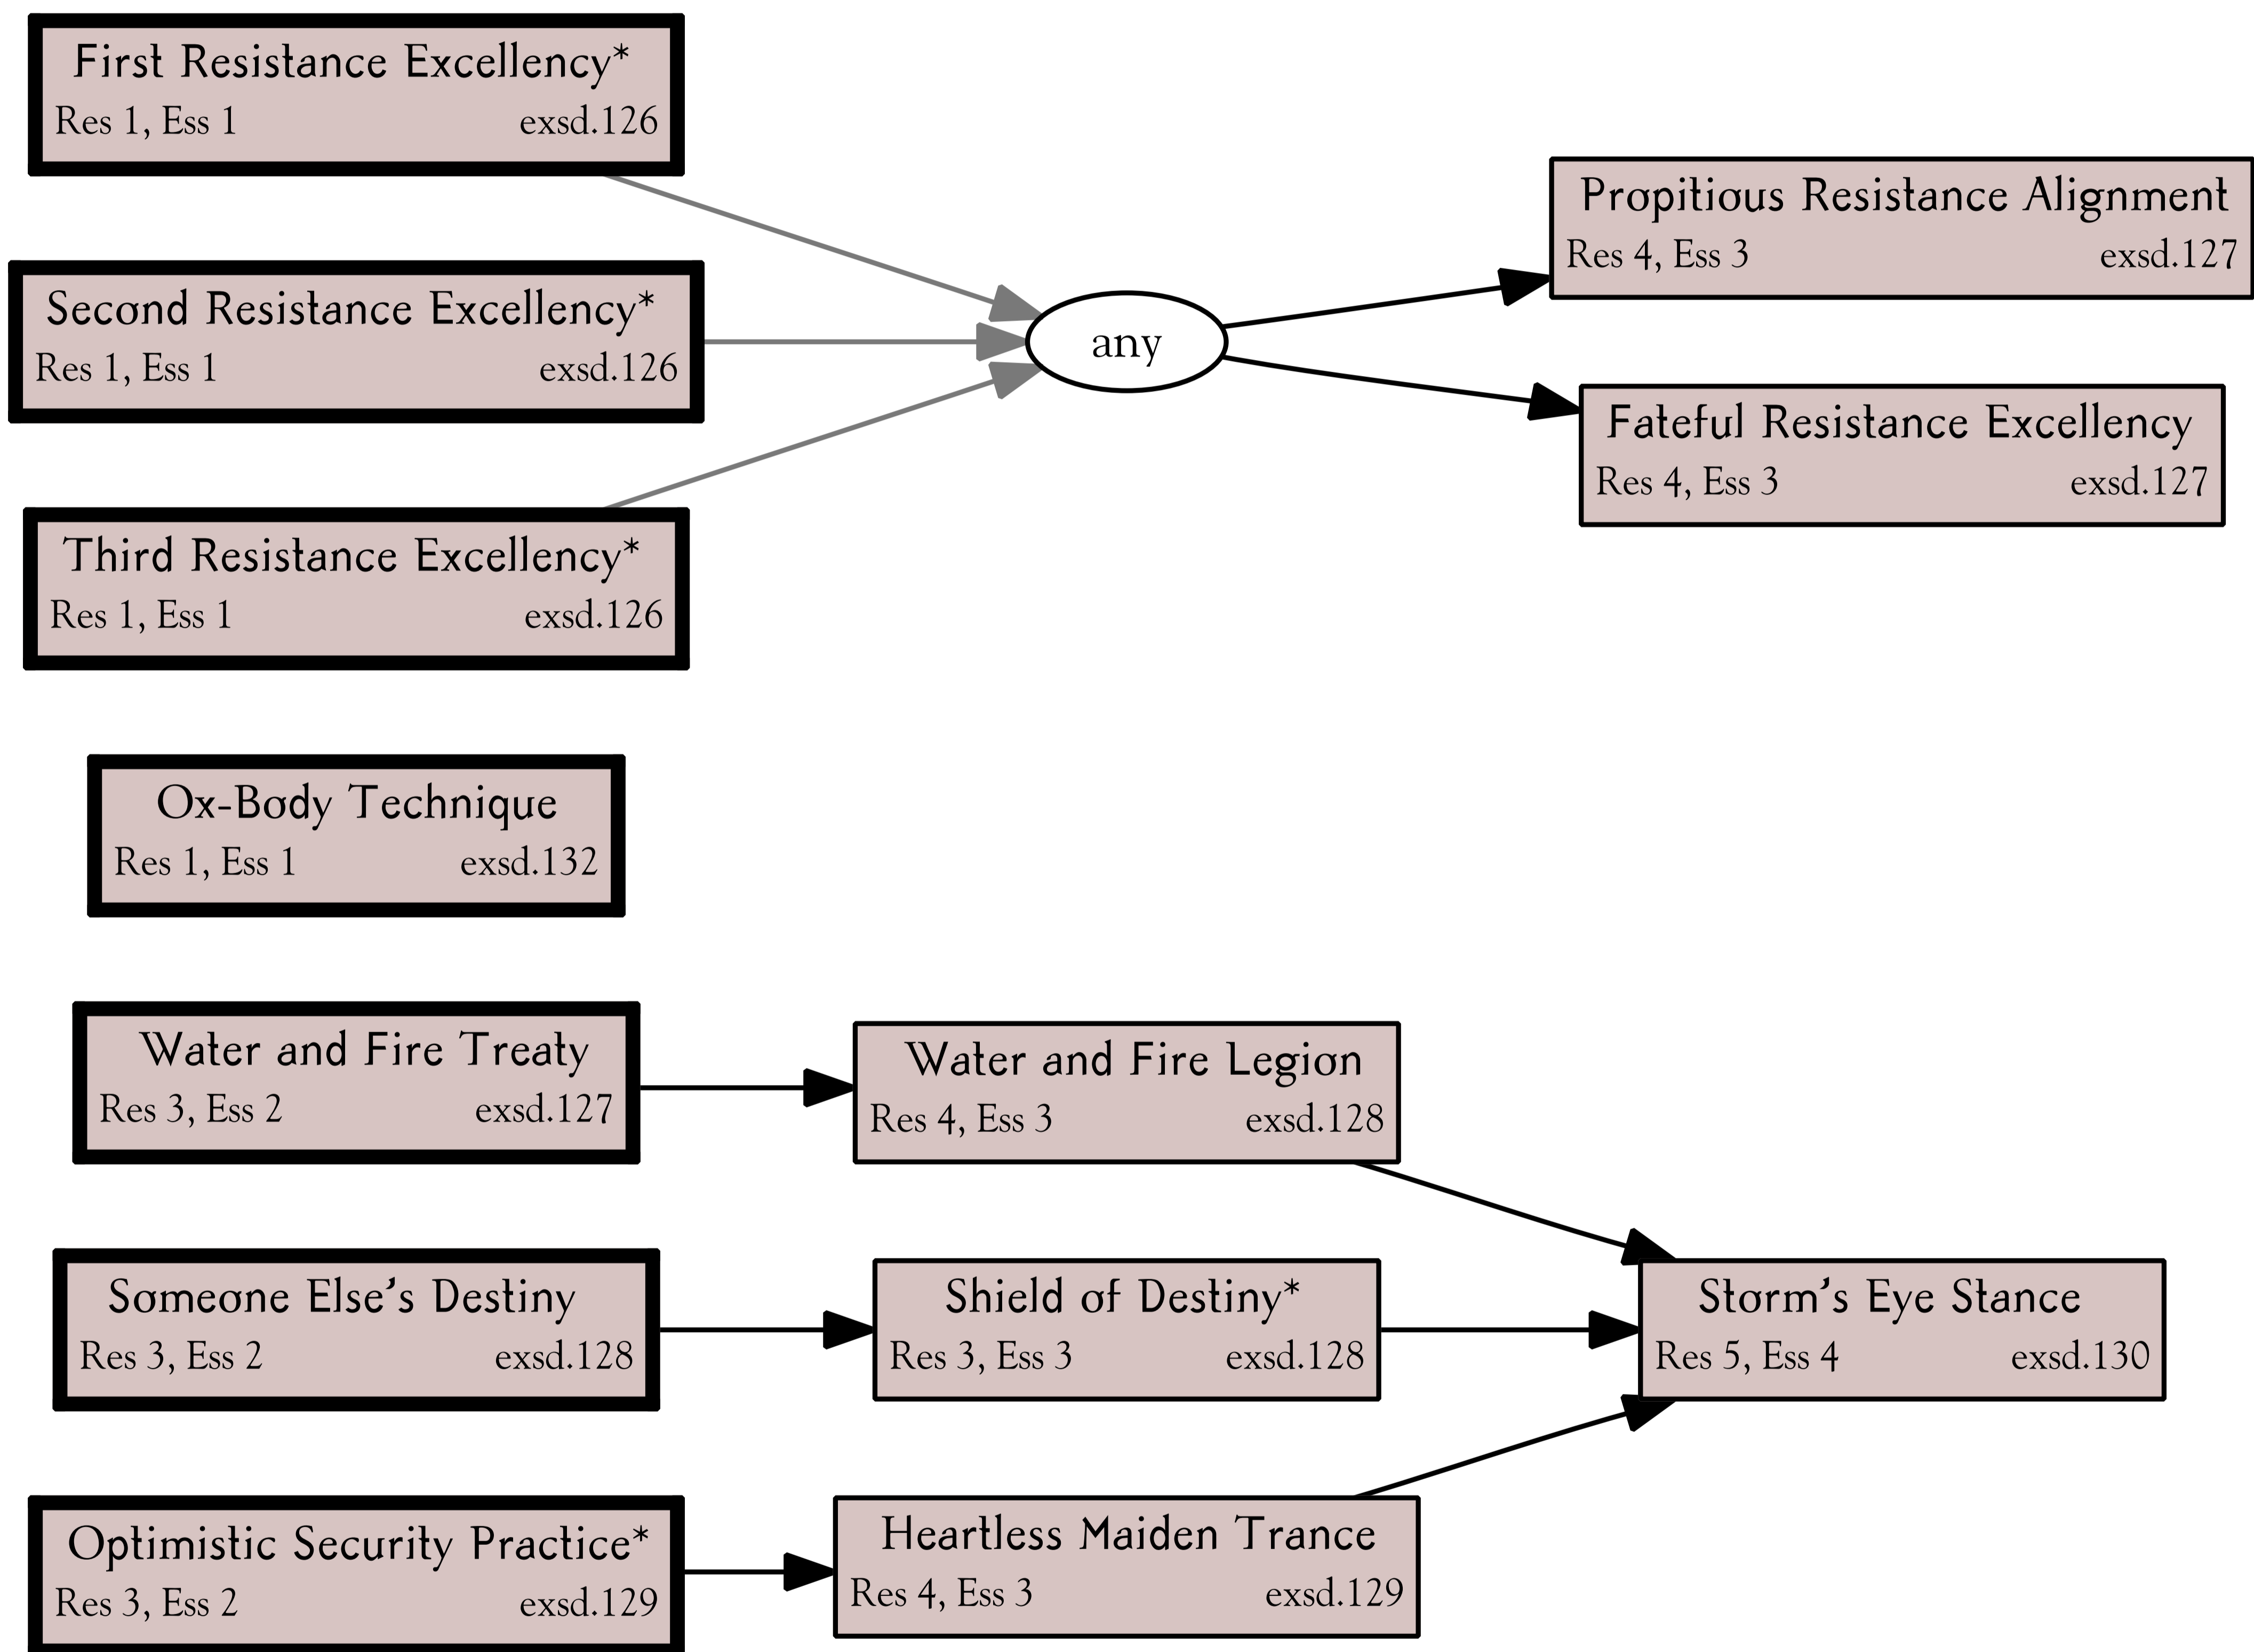 First Resistance Excellency*
Res 1, Ess 1 exsd.126
Second Resistance Excellency*
Res 1, Ess 1 exsd.126
Third Resistance Excellency*
Res 1, Ess 1 exsd.126
any
Propitious Resistance Alignment
Res 4, Ess 3 exsd.127
Fateful Resistance Excellency
Res 4, Ess 3 exsd.127
Ox-Body Technique
Res 1, Ess 1 exsd.132
Water and Fire Treaty
Res 3, Ess 2 exsd.127
Water and Fire Legion
Res 4, Ess 3 exsd.128
Someone Else's Destiny
Res 3, Ess 2 exsd.128
Shield of Destiny*
Res 3, Ess 3 exsd.128
Storm's Eye Stance
Res 5, Ess 4 exsd.130
Optimistic Security Practice*
Res 3, Ess 2 exsd.129
Heartless Maiden Trance
Res 4, Ess 3 exsd.129